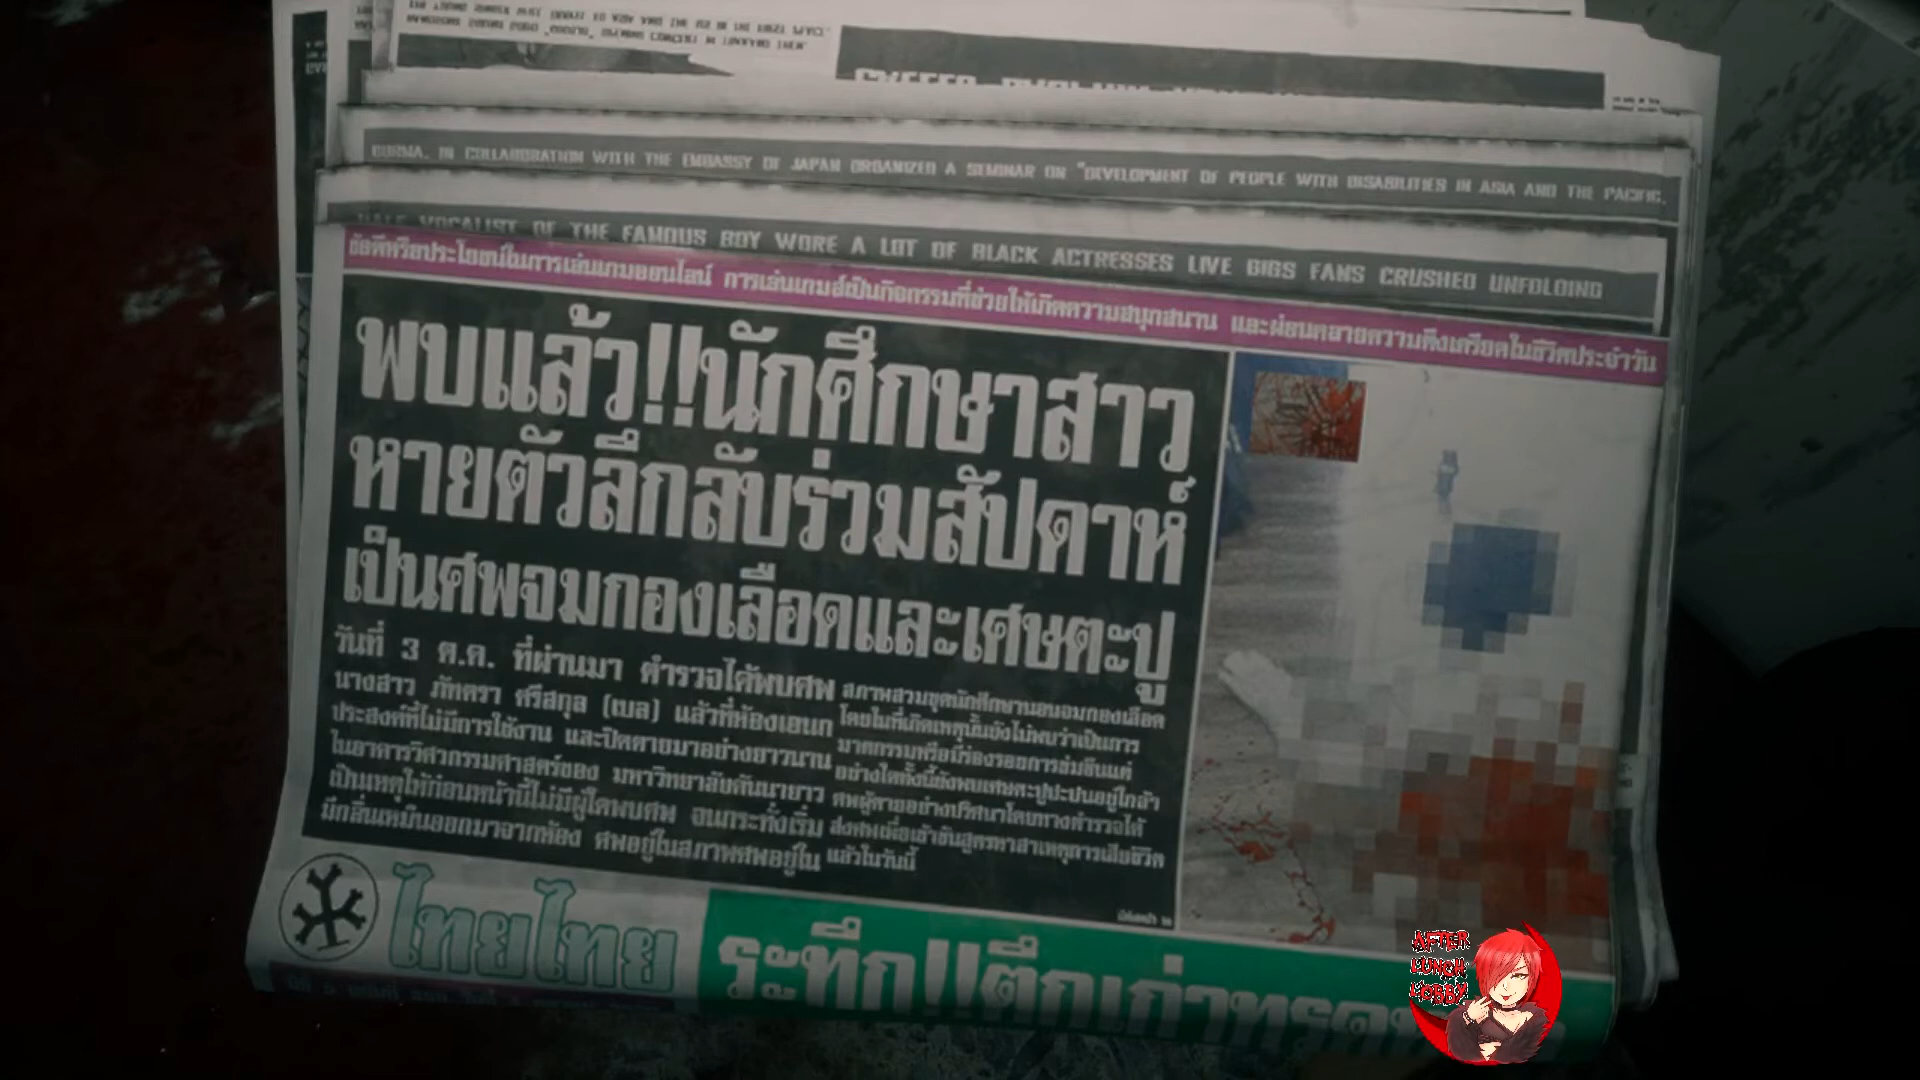 GURMA. IN COLLABORATION WITH THE EMBASSY OF JAPAN ORGANIZED A SEMINAR ON "DEVELOPMENT OF PEOPLE WITH DISABILITIES IN ASIA AND THE PACIFIC.
VOCALIST OF THE FAMOUS BOY WORE A LOT OF BLACK ACTRESSES LIVE GIGS FANS CRUSHED UNFOLDING
ข้อดีหรือประโยชน์ในการเล่นเกมออนไลน์ การเล่นเกมส์เป็นกิจกรรมที่ช่วยให้เกิดความสนุกสนาน และผ่อนคลายความตึงเครียดในชีวิตประจำวัน
พบแล้ว!!นักศึกษาสาว
หายตัวลึกลับร่วมสัปดาห์
เป็นศพจมกองเลือดและเศษตะปู
วันที่ 3 ต.ค. ที่ผ่านมา ตำรวจได้พบศพ
นางสาว ภัทตรา ศรีสกุล (เบล) แล้วที่ห้องเอนก
ประสงค์ที่ไม่มีการใช้งาน และปิดตายมาอย่างยาวนาน
ในอาคารวิศวกรรมศาสตร์ของ มหาวิทยาลัยคันนายาว
เป็นเหตุให้ก่อนหน้านี้ไม่มีผู้ใดพบศพ จนกระทั่งเริ่ม
มีกลิ่นเหม็นออกมาจากห้อง ศพอยู่ในสภาพศพอยู่ใน
สภาพสวมชุดนักศึกษานอนจมกองเลือด
โดยในที่เกิดเหตุนั้นยังไม่พบว่าเป็นการ
ฆาตกรรมหรือมีร่องรอยการข่มขืนแต่
อย่างใดทั้งนี้ยังพบเศษตะปูปะปนอยู่ใกล้ๆ
ศพผู้ตายอย่างปริศนาโดยทางตำรวจได้
ส่งศพเพื่อเข้าชันสูตรหาสาเหตุการเสียชีวิต
แล้วในวันนี้
ไทยไทย
ระทึก!!ตึกเก่าทรุด
AFTER
LUNCH
LOBBY